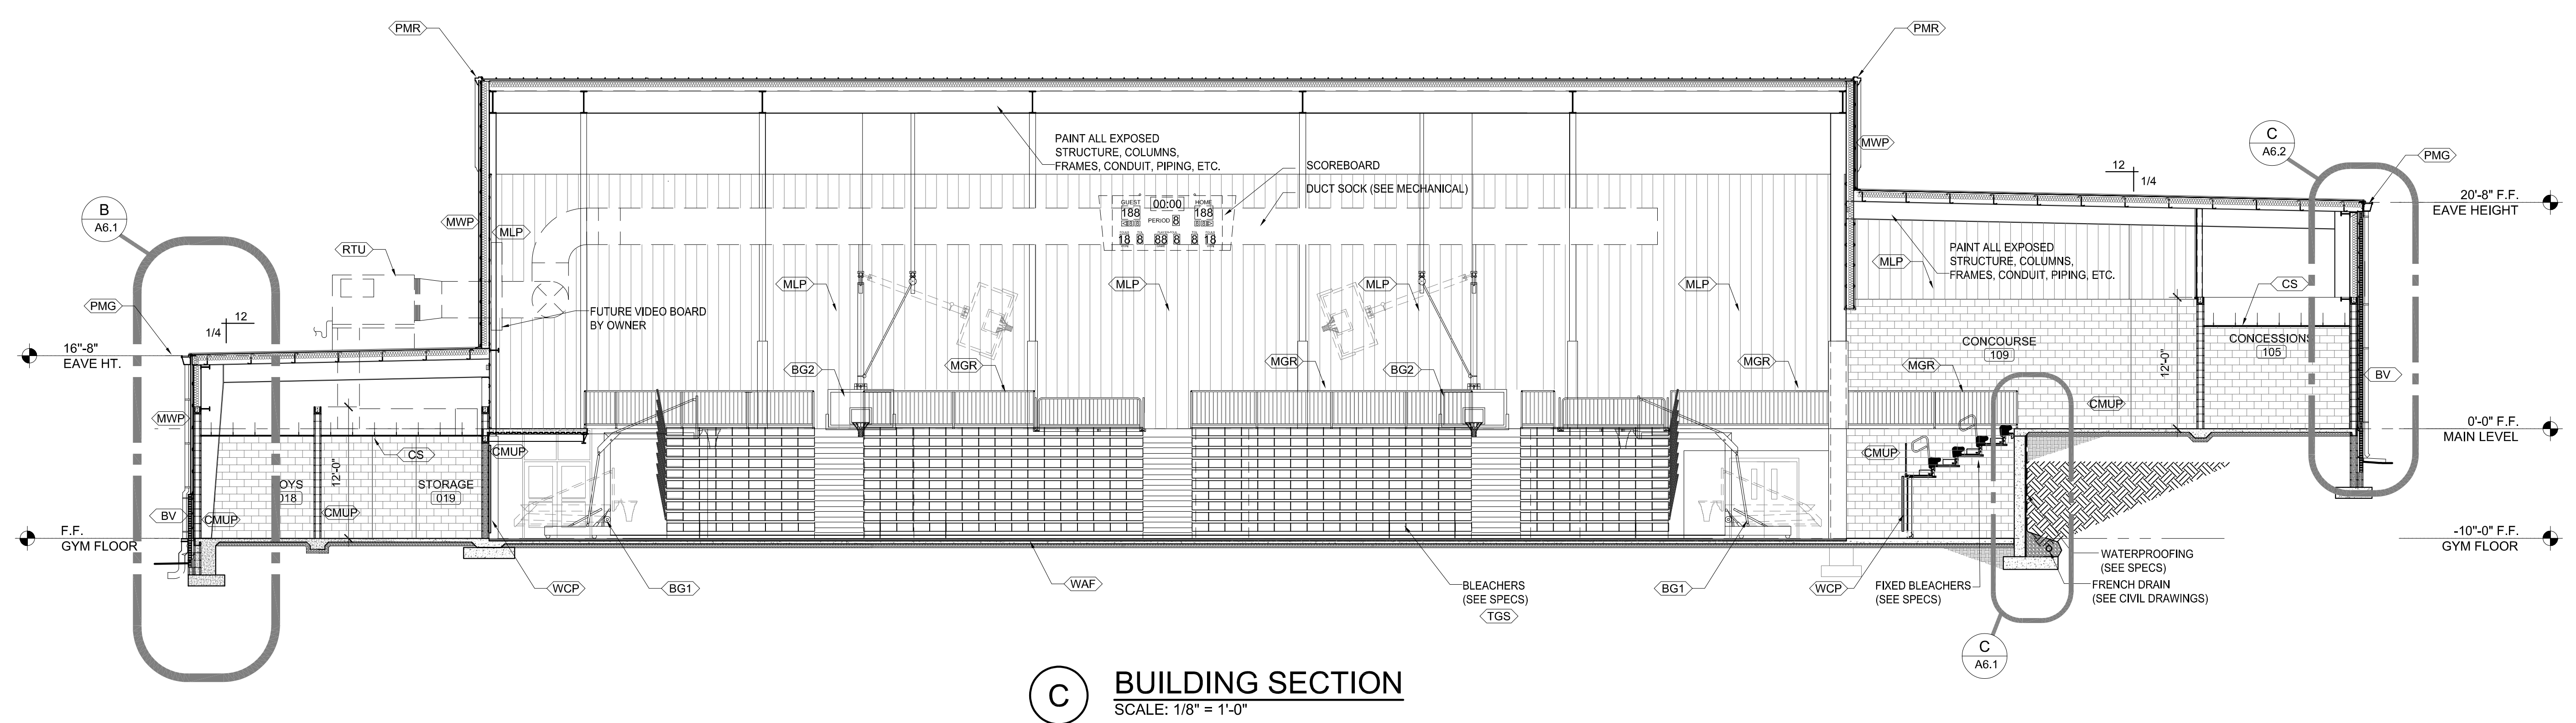 PMR
PMR
PAINT ALL EXPOSED
STRUCTURE, COLUMNS,
FRAMES, CONDUIT, PIPING, ETC.
SCOREBOARD
DUCT SOCK (SEE MECHANICAL)
MWP
C
A6.2
PMG
12
1/4
20'-8" F.F.
EAVE HEIGHT
B
A6.1
MWP
MLP
GUEST
00:00
HOME
188
188
PERIOD
8
18
8
88
8
8
18
RTU
PAINT ALL EXPOSED
STRUCTURE, COLUMNS,
FRAMES, CONDUIT, PIPING, ETC.
MLP
MLP
MLP
MLP
MLP
CS
PMG
12
1/4
FUTURE VIDEO BOARD
BY OWNER
16"-8"
EAVE HT.
CONCOURSE
109
CONCESSIONS
105
12'-0"
BG2
MGR
MGR
BG2
MGR
MGR
BV
MWP
CMUP
0'-0" F.F.
MAIN LEVEL
CS
CMUP
CMUP
12'-0"
OYS
018
STORAGE
019
BV
CMUP
CMUP
F.F.
GYM FLOOR
-10"-0" F.F.
GYM FLOOR
WATERPROOFING
(SEE SPECS)
WCP
BG1
WAF
BLEACHERS
(SEE SPECS)
TGS
BG1
WCP
FIXED BLEACHERS
(SEE SPECS)
FRENCH DRAIN
(SEE CIVIL DRAWINGS)
C
A6.1
C
BUILDING SECTION
SCALE: 1/8" = 1'-0"